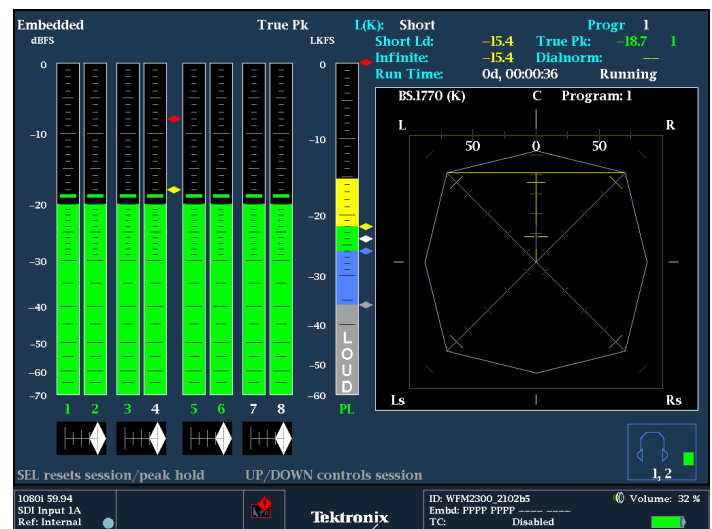 Embedded True Pk L(K): Short Progr 1
dBFS LKFS Short Ld: –15.4 True Pk: –18.7 1
Infinite: –15.4 Dialnorm: ––
Run Time: 0d, 00:00:36 Running
0 0
BS.1770 (K) C Program: 1
L R
-10 -10
50 0 50
-20 -20
-30 -30
-40 -40
-50 -50
-60
-70 -60
LOUD
Ls Rs
1 2 3 4 5 6 7 8 PL
1, 2
SEL resets session/peak hold UP/DOWN controls session
1080i 59.94
SDI Input 1A
Ref: Internal
Tektronix
ID: WFM2300_2102b5 Volume: 32 %
Embd: PPPP PPPP –––– ––––
TC: Disabled